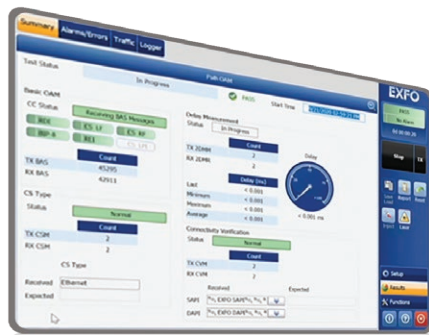 Summary Alarms/Errors Traffic Logger
Test Status
In Progress
PASS
Start Time
EXFO
PASS
No Alarm
Basic OAM
CC Status
Receiving BAS Messages
RDI CS LF CS RF
BIP-8 REI CS LPI
Count
TX BAS 45295
RX BAS 42911
CS Type
Status
Normal
Count
TX CSM 2
RX CSM 2
CS Type
Received Ethernet
Expected
Delay Measurement
Status In Progress
Count
TX 2DMM 2
RX 2DMR 2
Delay (ms)
Last < 0.001
Minimum < 0.001
Maximum < 0.001
Average < 0.001
Delay
< 0.001 ms
Connectivity Verification
Status Normal
Count
TX CVM 2
RX CVM 2
Received Expected
SAPI
DAPI
Stop TX
Save
Load
Report
Reset
Inject
Laser
Setup
Results
Functions